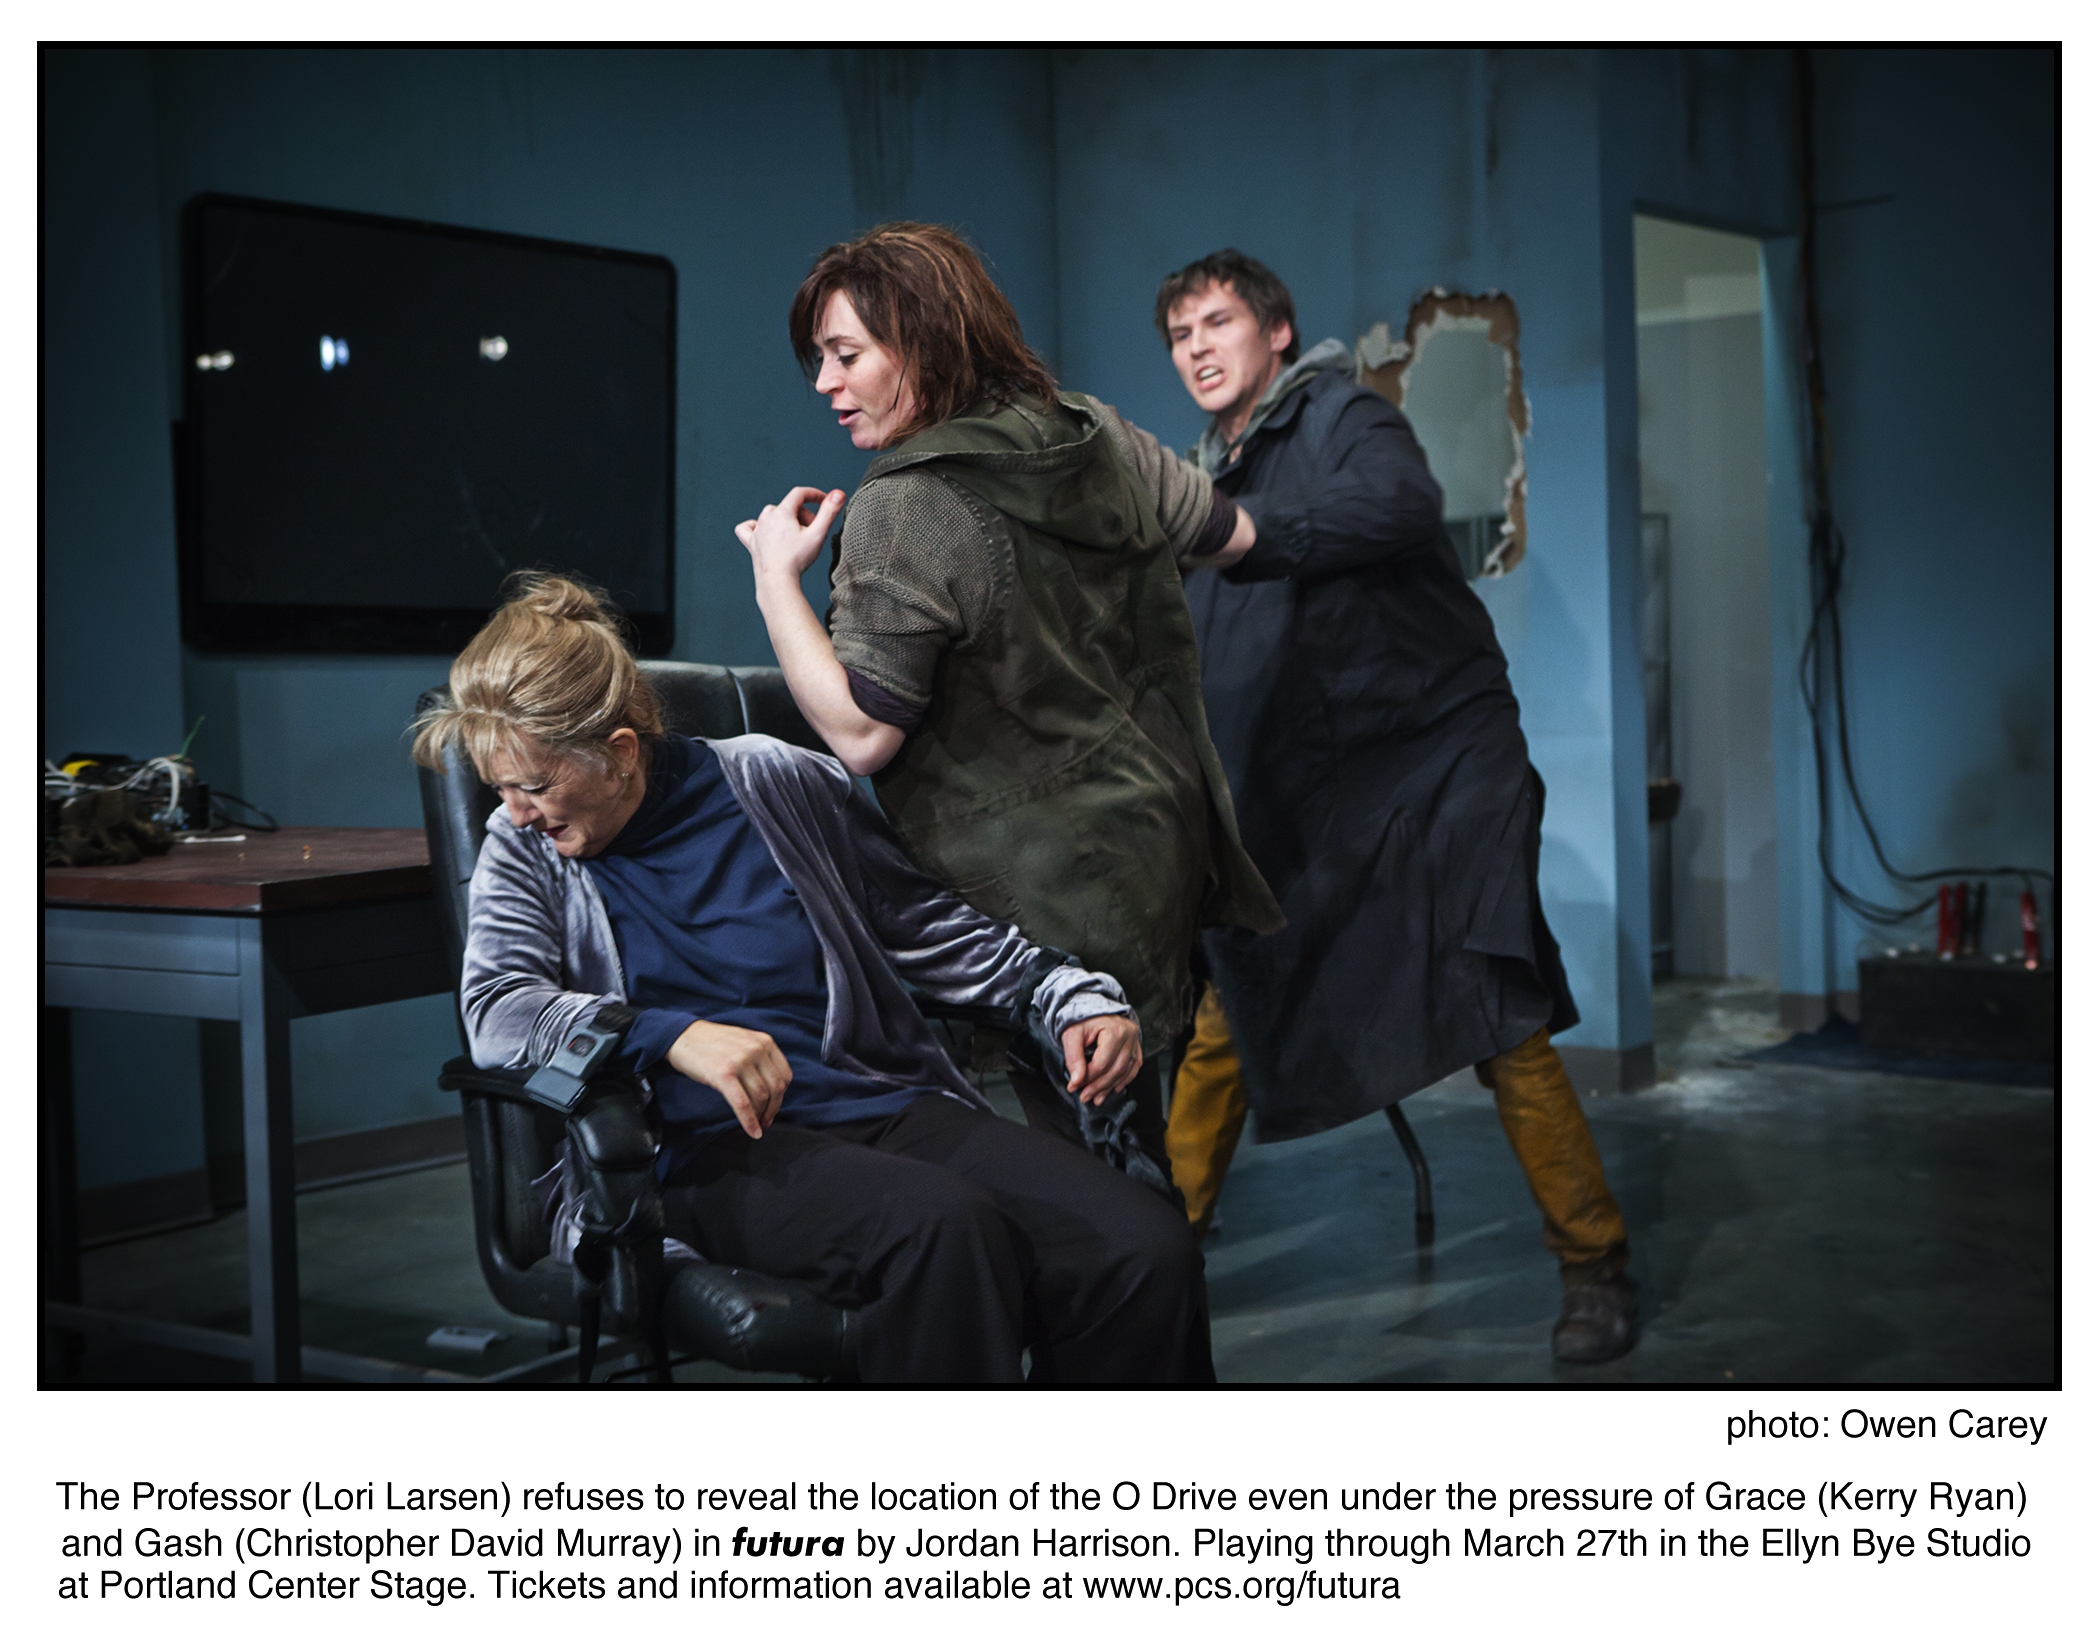 photo: Owen Carey
The Professor (Lori Larsen) refuses to reveal the location of the O Drive even under the pressure of Grace (Kerry Ryan)
and Gash (Christopher David Murray) in futura by Jordan Harrison. Playing through March 27th in the Ellyn Bye Studio
at Portland Center Stage. Tickets and information available at www.pcs.org/futura